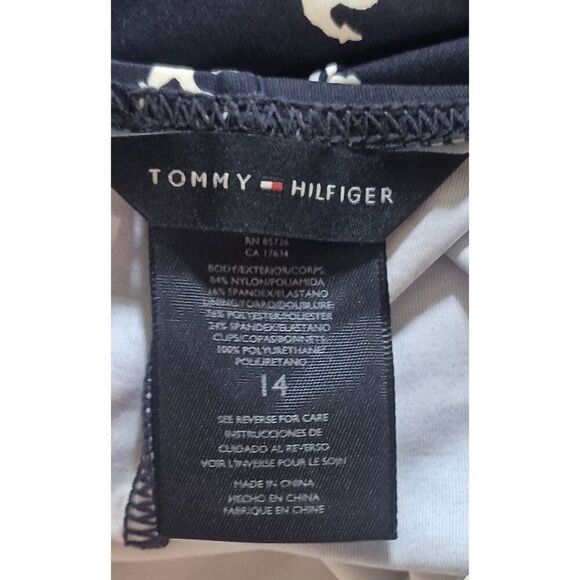 TOMMY HILFIGER
RN 85736
CA 17634
BODY/EXTERIOR/CORPS:
84% NYLON/POLIAMIDA
16% SPANDEX/ELASTANO
LINING/FORRO/DOUBLURE:
76% POLYESTER/POLIESTER
24% SPANDEX/ELASTANO
CUPS/COPAS/BONNETS:
100% POLYURETHANE/
POLIURETANO
14
SEE REVERSE FOR CARE
INSTRUCCIONES DE
CUIDADO AL REVERSO
VOIR L'INVERSE POUR LE SOIN
MADE IN CHINA
HECHO EN CHINA
FABRIQUE EN CHINE